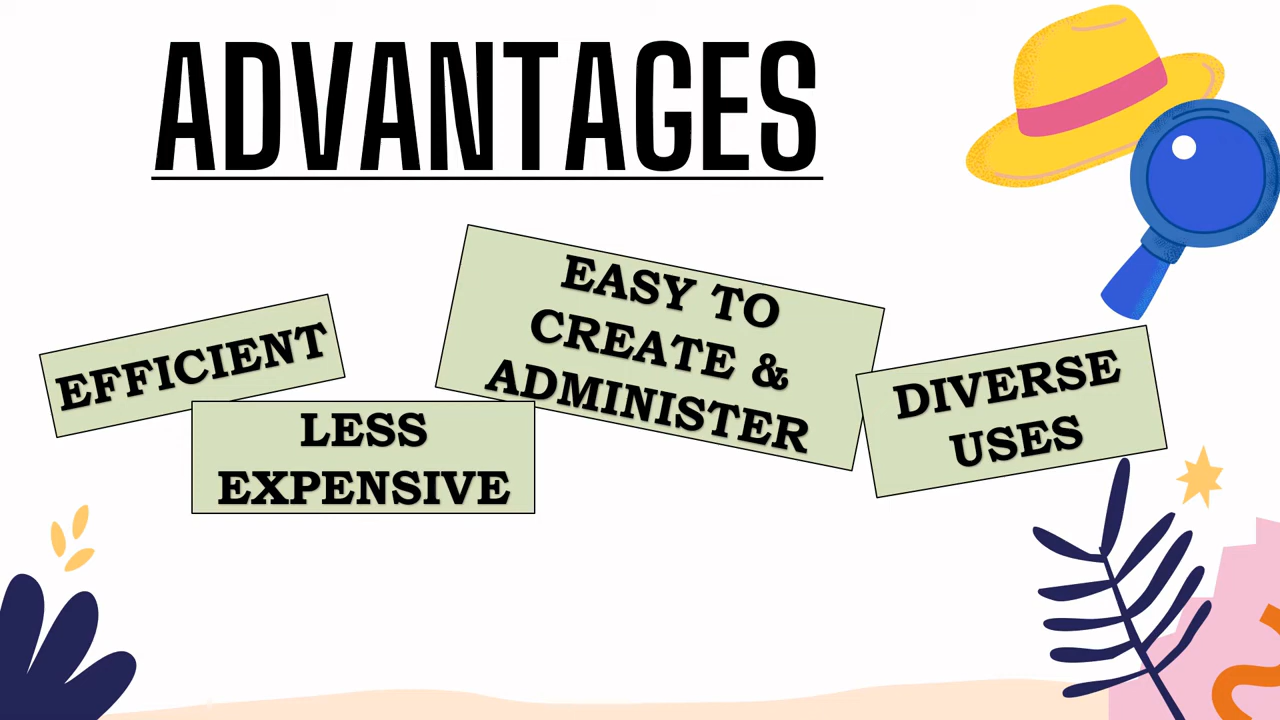 ADVANTAGES
EFFICIENT
LESS
EXPENSIVE
EASY TO
CREATE &
ADMINISTER
DIVERSE
USES